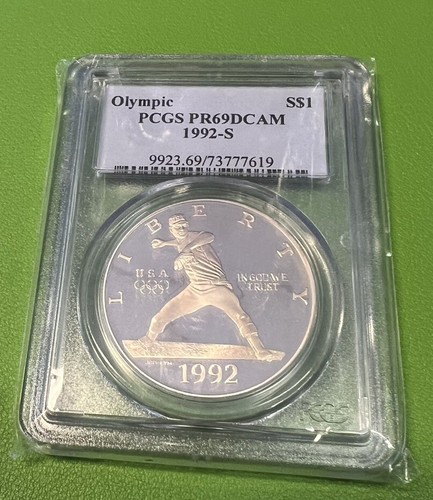 Olympic S$1
PCGS PR69DCAM
1992-S
9923.69/73777619
LIBERTY
USA
IN GOD WE
TRUST
1992